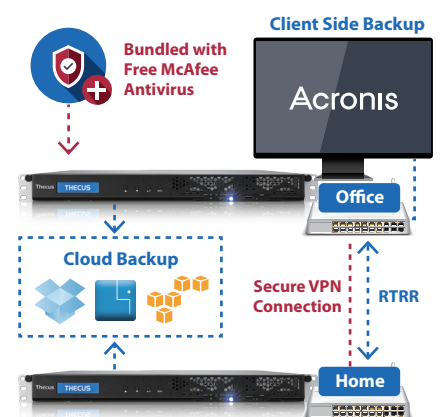 Client Side Backup
Bundled with
Free McAfee
Antivirus
Acronis
Thecus THECUS
Office
Cloud Backup
Secure VPN
Connection
RTRR
Thecus THECUS
Home